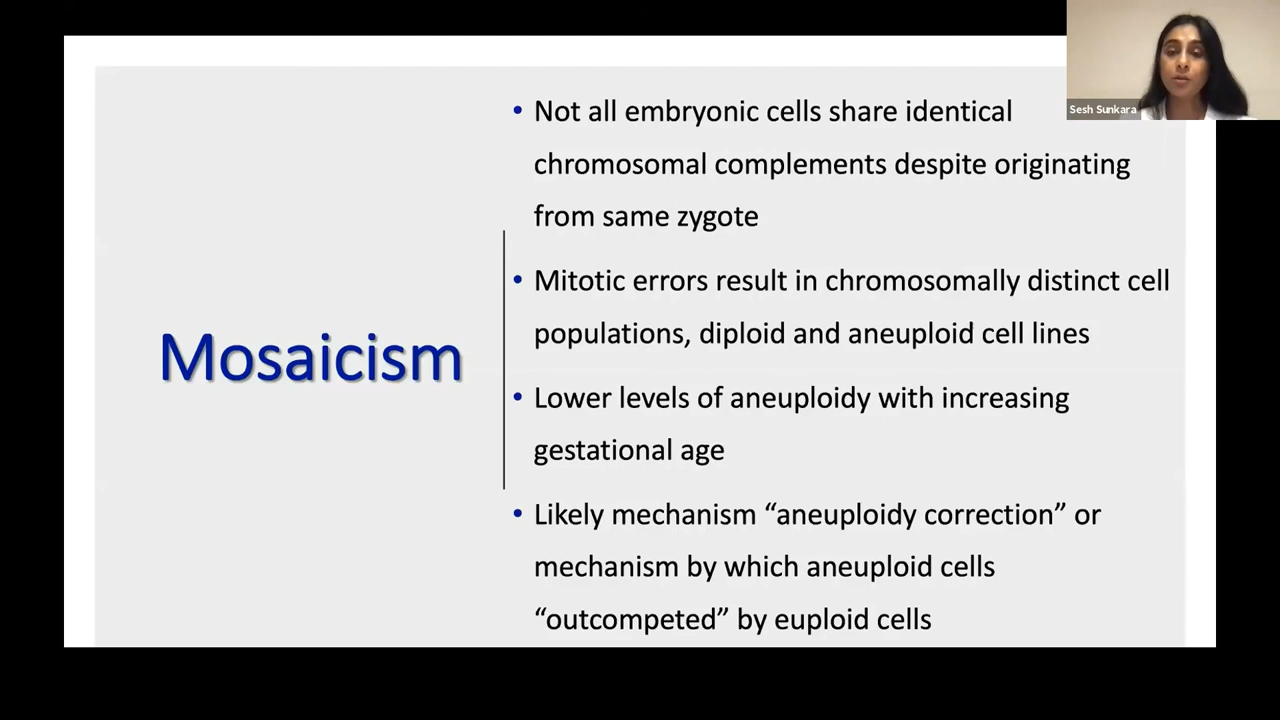 Sesh Sunkara
Mosaicism
• Not all embryonic cells share identical
chromosomal complements despite originating
from same zygote
• Mitotic errors result in chromosomally distinct cell
populations, diploid and aneuploid cell lines
• Lower levels of aneuploidy with increasing
gestational age
• Likely mechanism “aneuploidy correction” or
mechanism by which aneuploid cells
“outcompeted” by euploid cells